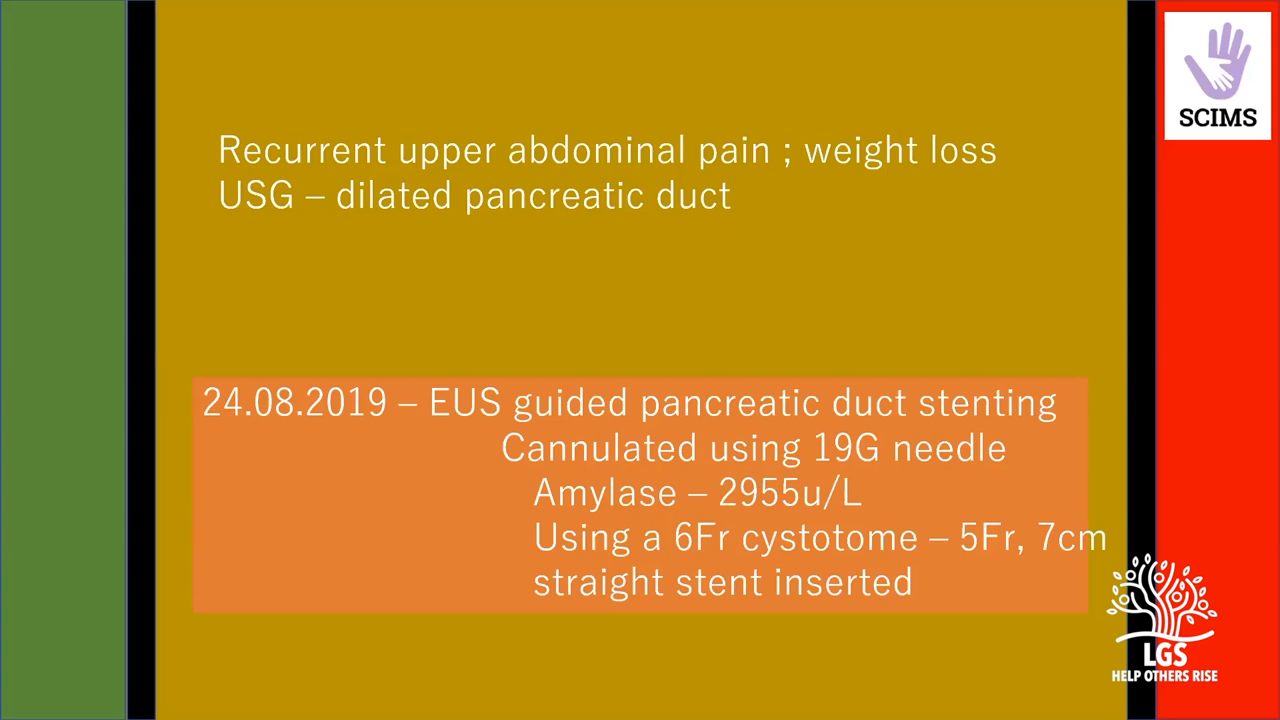 SCIMS
Recurrent upper abdominal pain ; weight loss
USG – dilated pancreatic duct
24.08.2019 – EUS guided pancreatic duct stenting
Cannulated using 19G needle
Amylase – 2955u/L
Using a 6Fr cystotome – 5Fr, 7cm
straight stent inserted
LGS
HELP OTHERS RISE